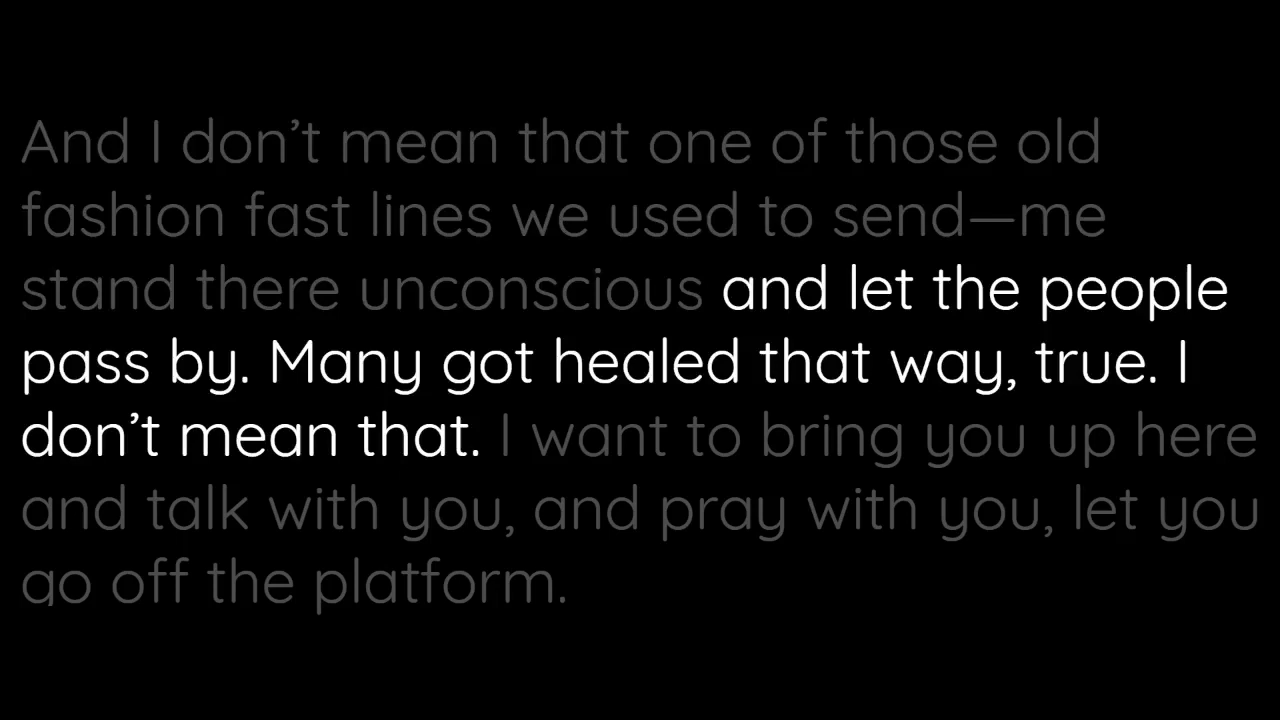 And I don’t mean that one of those old
fashion fast lines we used to send—me
stand there unconscious and let the people
pass by. Many got healed that way, true. I
don’t mean that. I want to bring you up here
and talk with you, and pray with you, let you
go off the platform.